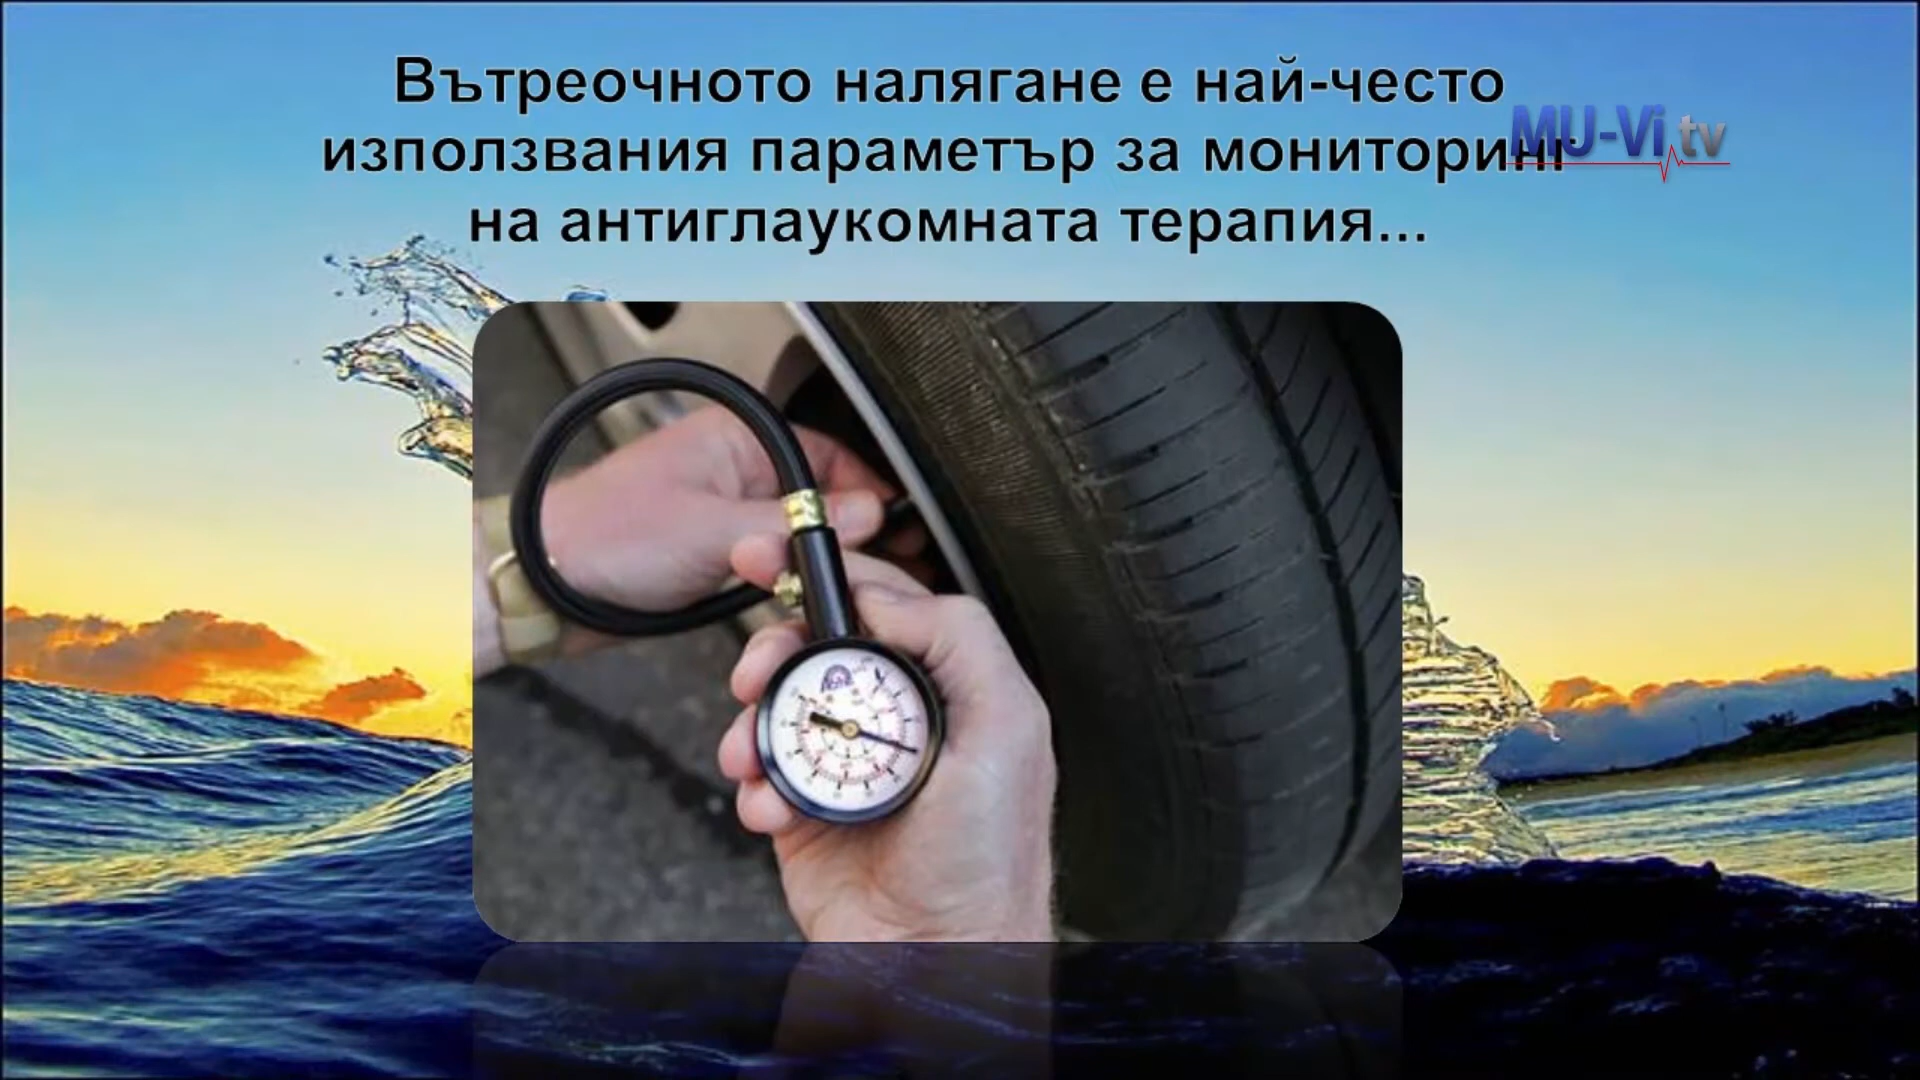 Вътреочното налягане е най-често
използвания параметър за мониторинг
на антиглаукомната терапия...
MU-Vi.tv